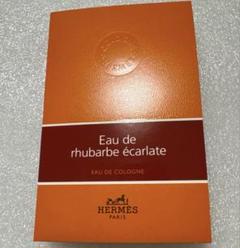 Eau de
rhubarbe écarlate
EAU DE COLOGNE
HERMÈS
PARIS